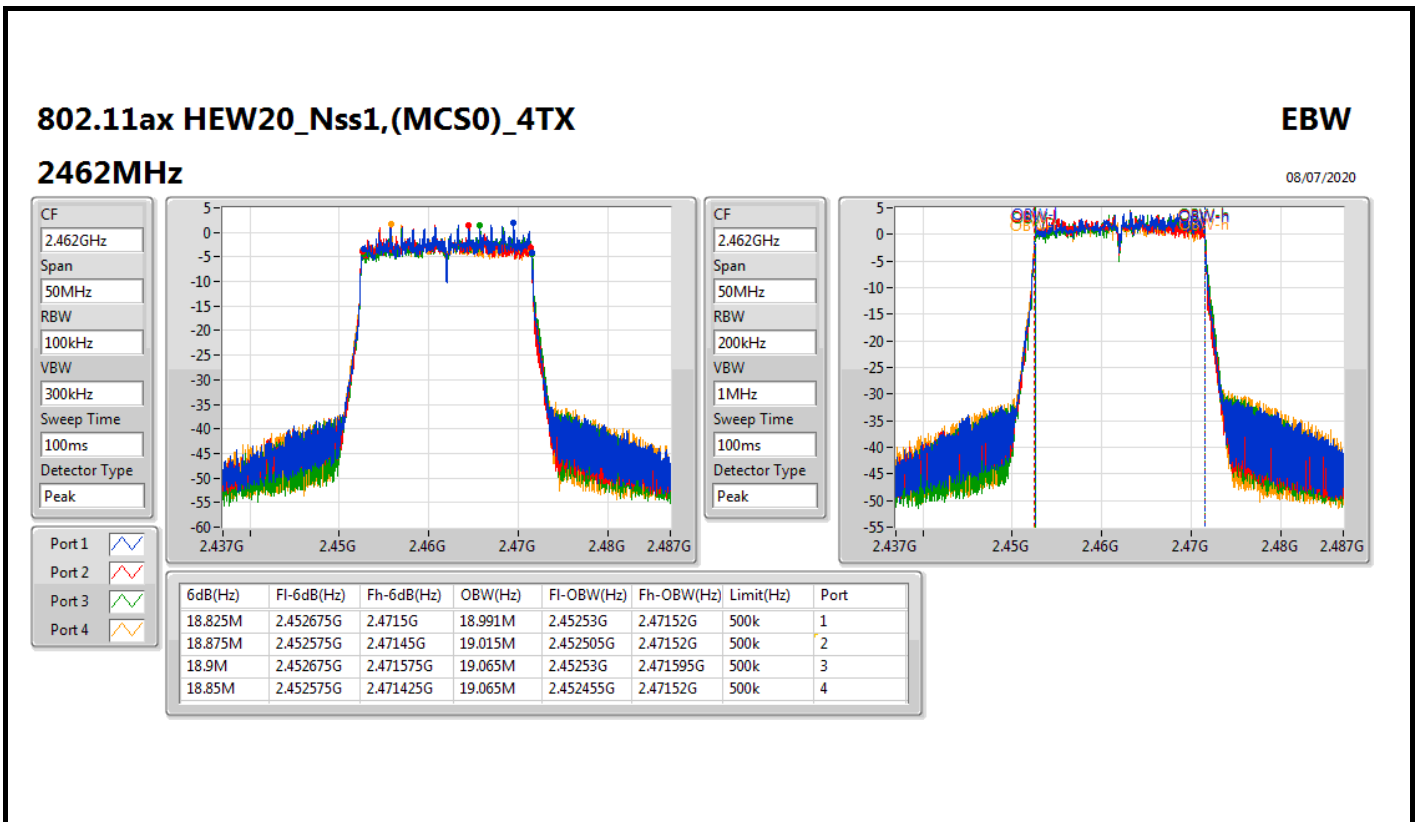 802.11ax HEW20_Nss1,(MCS0)_4TX
EBW
2462MHz
08/07/2020
CF
2.462GHz
Span
50MHz
RBW
100kHz
VBW
300kHz
Sweep Time
100ms
Detector Type
Peak
Port 1
Port 2
Port 3
Port 4
5
0
-5
-10
-15
-20
-25
-30
-35
-40
-45
-50
-55
-60
2.437G 2.45G 2.46G 2.47G 2.48G 2.487G
CF
2.462GHz
Span
50MHz
RBW
200kHz
VBW
1MHz
Sweep Time
100ms
Detector Type
Peak
5
0
-5
-10
-15
-20
-25
-30
-35
-40
-45
-50
-55
OBW-l OBW-h
2.437G 2.45G 2.46G 2.47G 2.48G 2.487G
6dB(Hz) Fl-6dB(Hz) Fh-6dB(Hz) OBW(Hz) Fl-OBW(Hz) Fh-OBW(Hz) Limit(Hz) Port
18.825M 2.452675G 2.4715G 18.991M 2.45253G 2.47152G 500k 1
18.875M 2.452575G 2.47145G 19.015M 2.452505G 2.47152G 500k 2
18.9M 2.452675G 2.471575G 19.065M 2.45253G 2.471595G 500k 3
18.85M 2.452575G 2.471425G 19.065M 2.452455G 2.47152G 500k 4